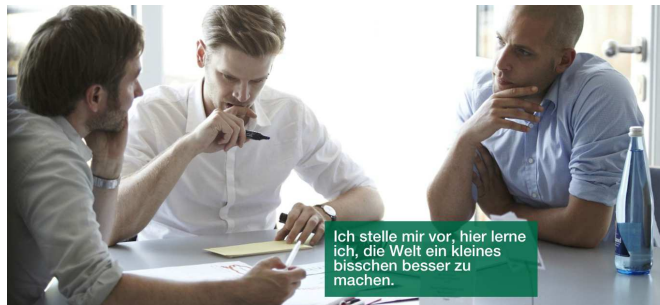 Ich stelle mir vor, hier lerne
ich, die Welt ein kleines
bisschen besser zu
machen.